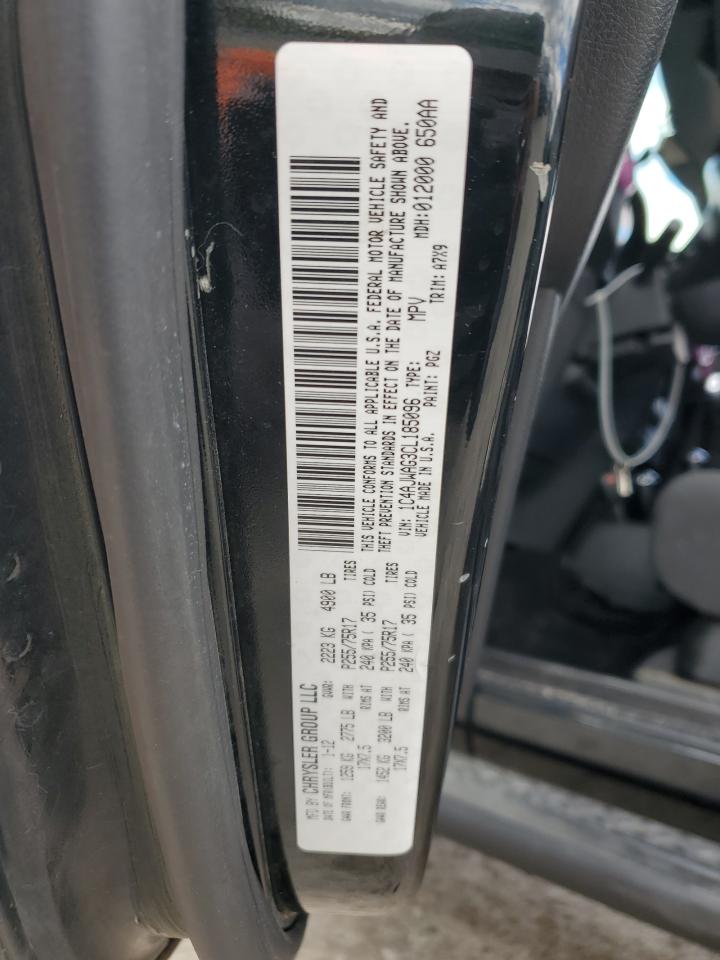 MFD BY CHRYSLER GROUP LLC
DATE OF MFR(BUILT): 1-12 GVWR: 2223 KG 4900 LB
GAWR FRONT: 1259 KG 2775 LB WITH P255/75R17 TIRES
17X7.5 RIMS AT 240 KPA ( 35 PSI) COLD
GAWR REAR: 1452 KG 3200 LB WITH P255/75R17 TIRES
17X7.5 RIMS AT 240 KPA ( 35 PSI) COLD
THIS VEHICLE CONFORMS TO ALL APPLICABLE U.S.A. FEDERAL MOTOR VEHICLE SAFETY AND
THEFT PREVENTION STANDARDS IN EFFECT ON THE DATE OF MANUFACTURE SHOWN ABOVE.
VIN: 1C4AJWAG3CL185096 TYPE: MPV MDH:012000 650AA
VEHICLE MADE IN U.S.A. PAINT: PGZ TRIM: A7X9